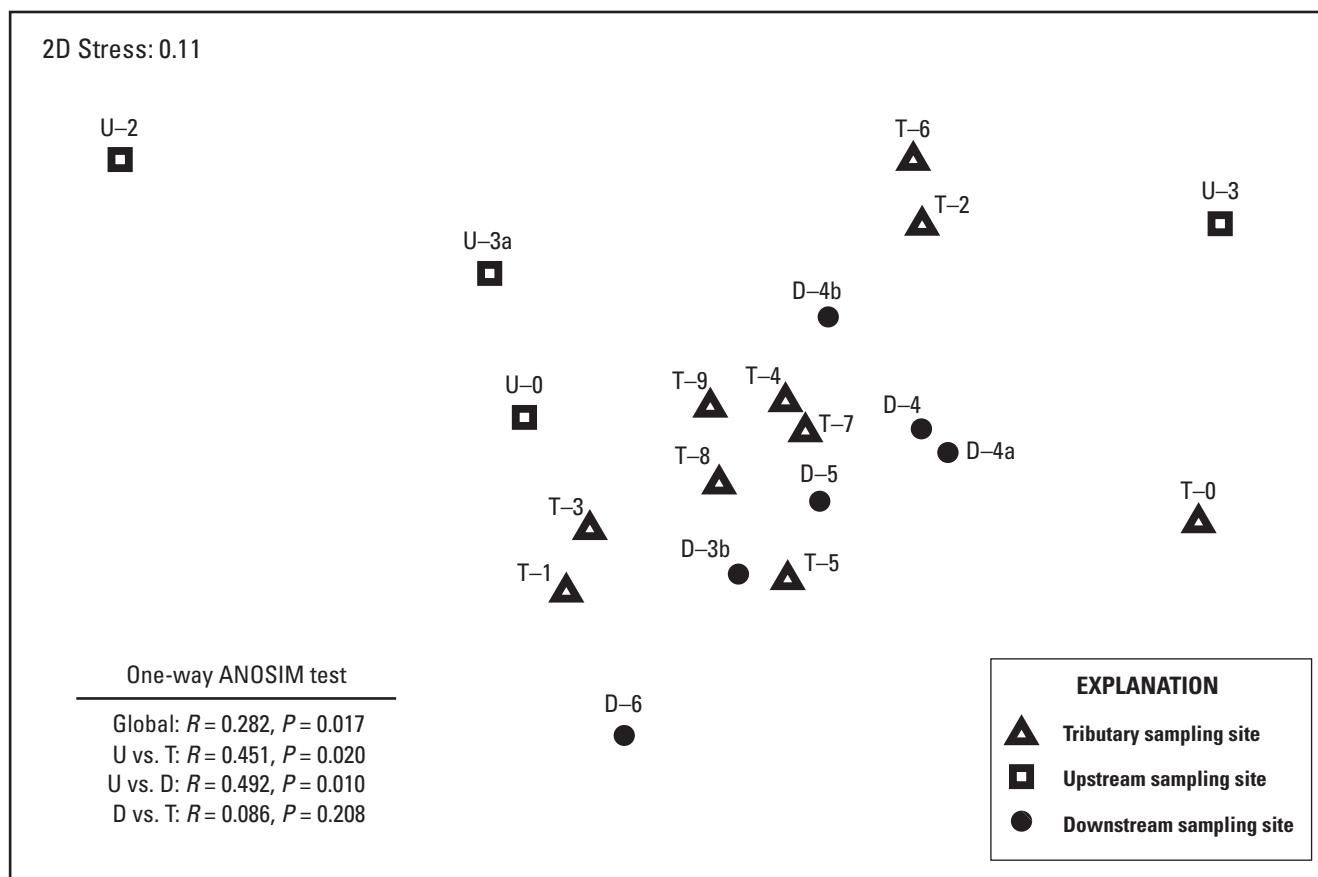 2D Stress: 0.11
U–2
T–6
T–2
U–3
U–3a
D–4b
U–0
T–9
T–4
D–4
T–7
D–4a
T–8
D–5
T–0
T–3
D–3b
T–5
T–1
D–6
One-way ANOSIM test
Global: R = 0.282, P = 0.017
U vs. T: R = 0.451, P = 0.020
U vs. D: R = 0.492, P = 0.010
D vs. T: R = 0.086, P = 0.208
EXPLANATION
Tributary sampling site
Upstream sampling site
Downstream sampling site